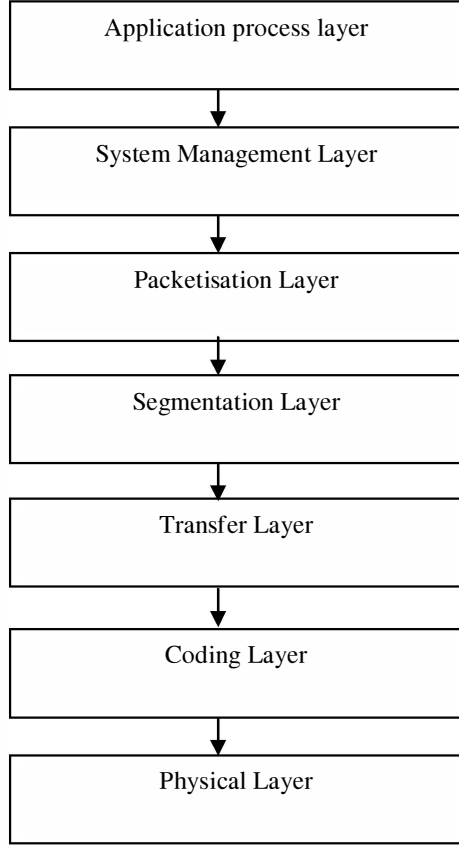 Application process layer
System Management Layer
Packetisation Layer
Segmentation Layer
Transfer Layer
Coding Layer
Physical Layer